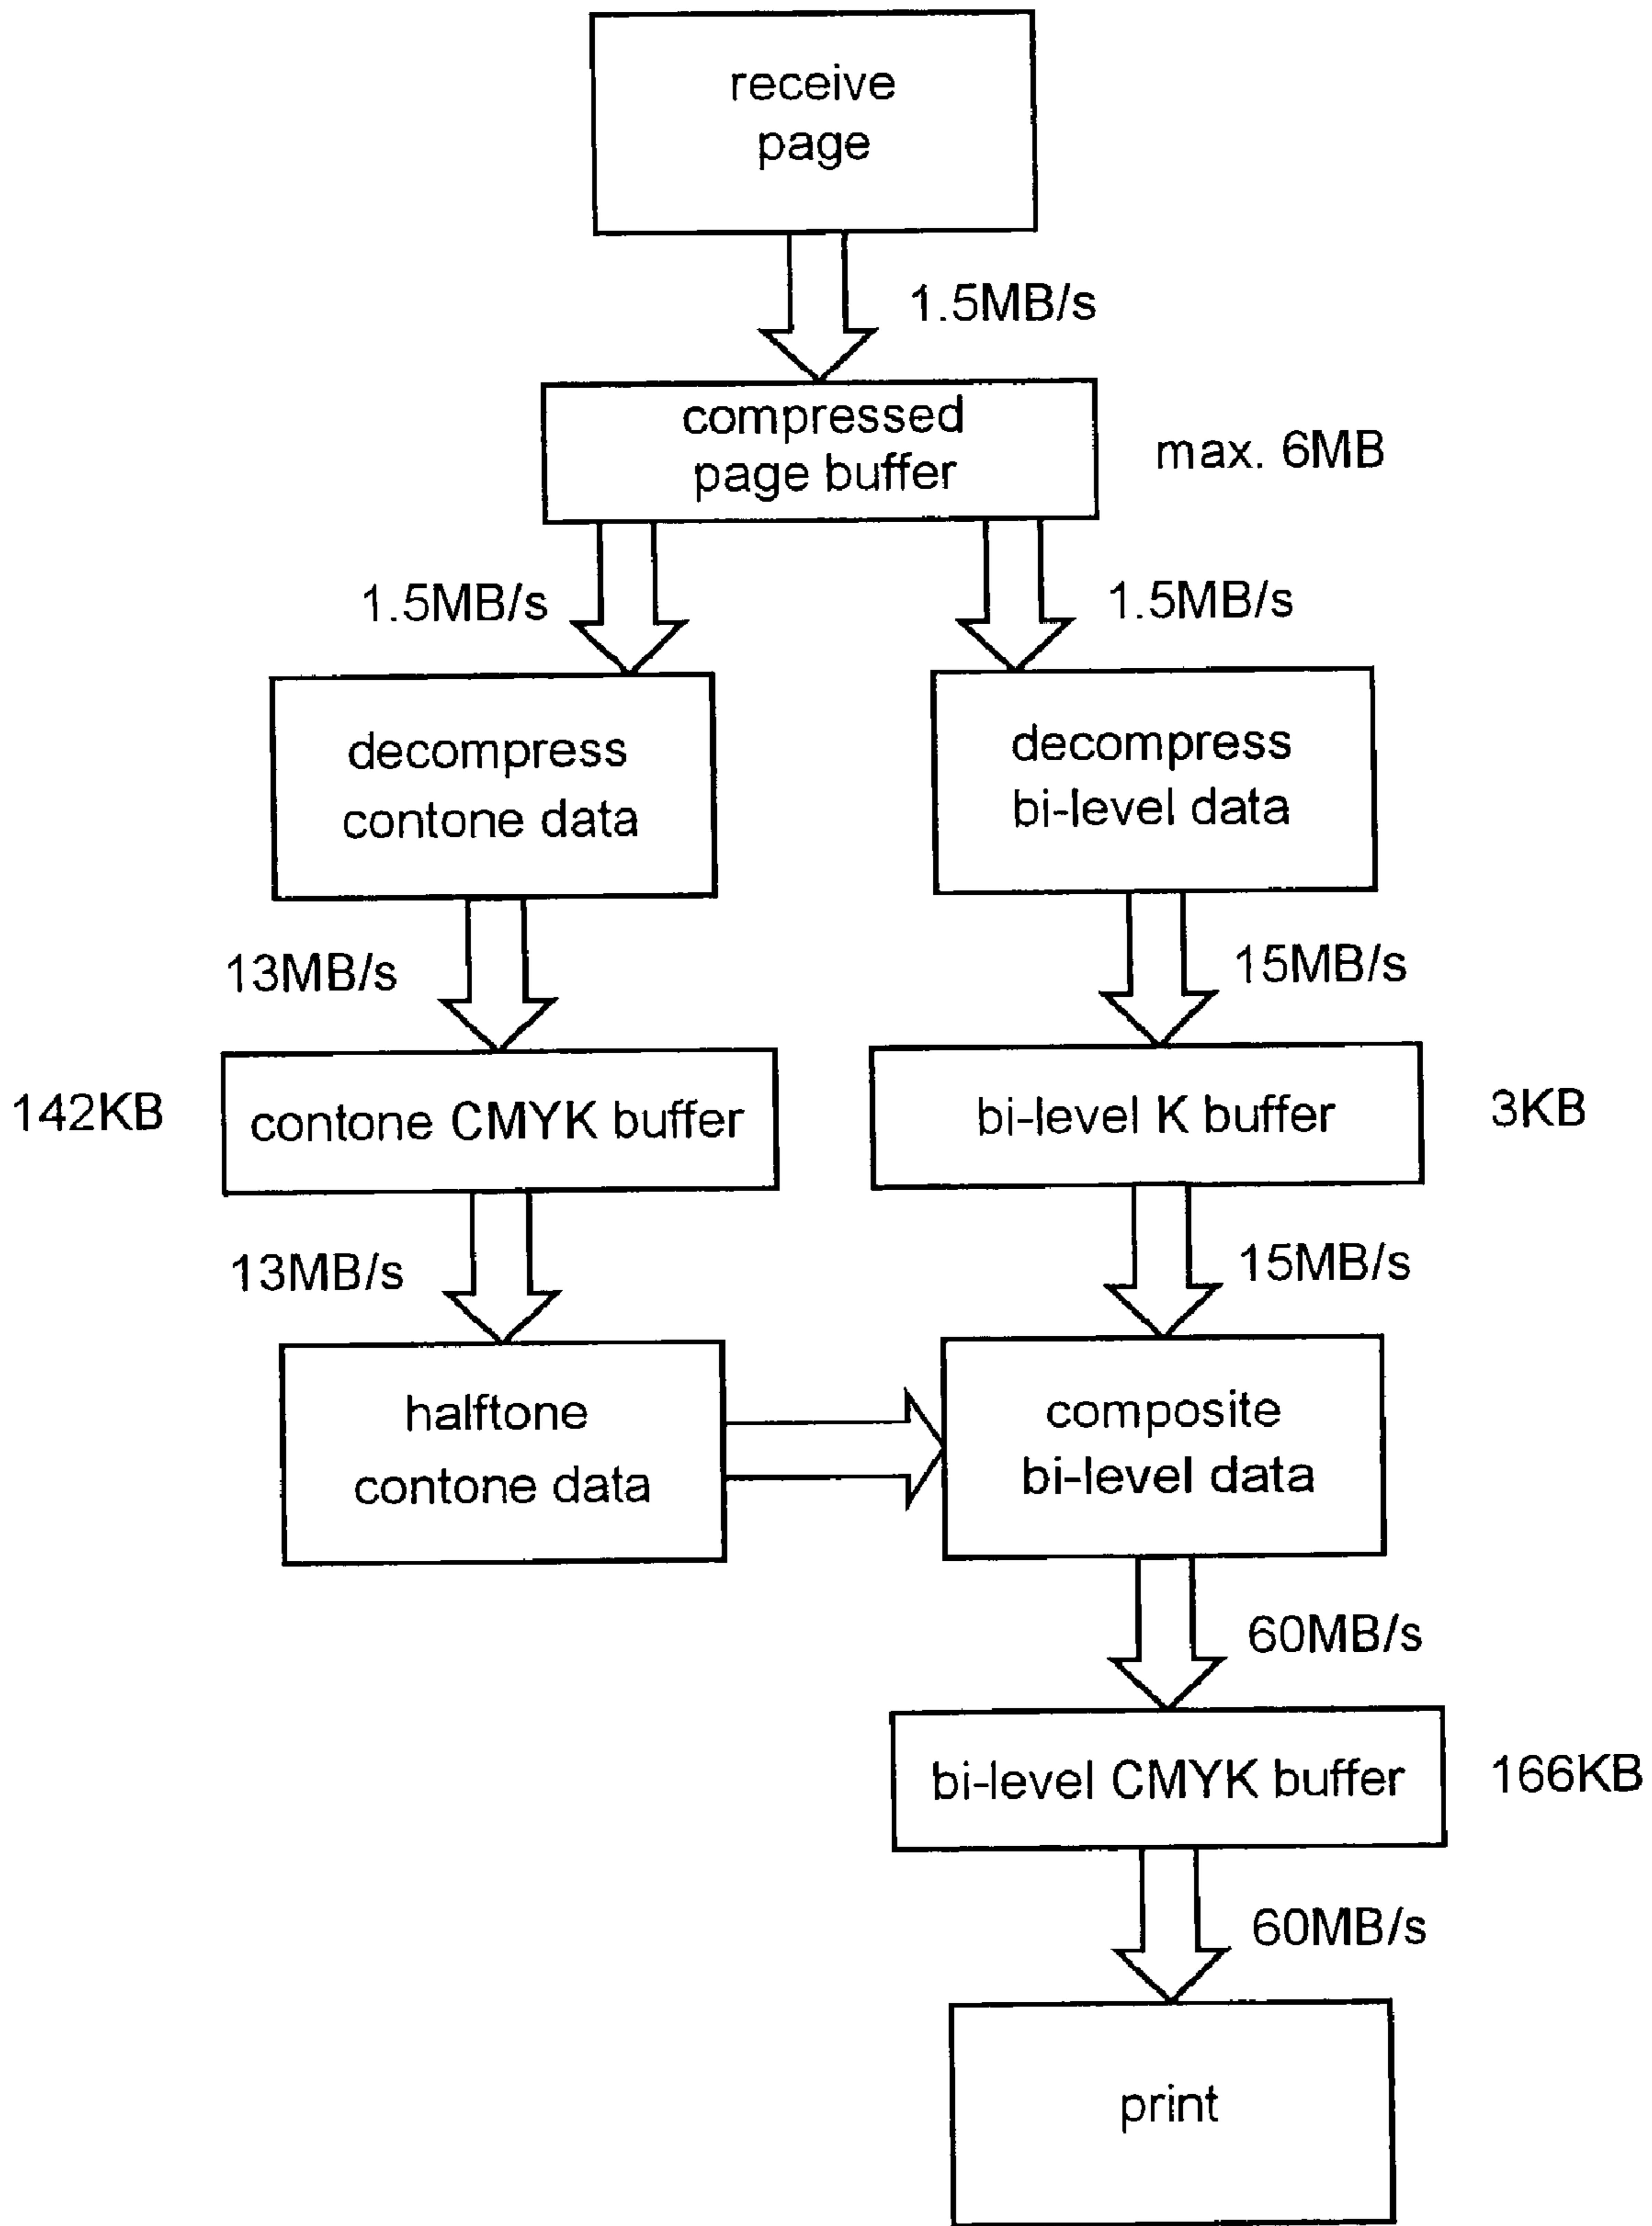 receive
page
1.5MB/s
compressed
page buffer
max. 6MB
1.5MB/s
1.5MB/s
decompress
contone data
decompress
bi-level data
13MB/s
15MB/s
142KB
contone CMYK buffer
bi-level K buffer
3KB
13MB/s
15MB/s
halftone
contone data
composite
bi-level data
60MB/s
bi-level CMYK buffer
166KB
60MB/s
print